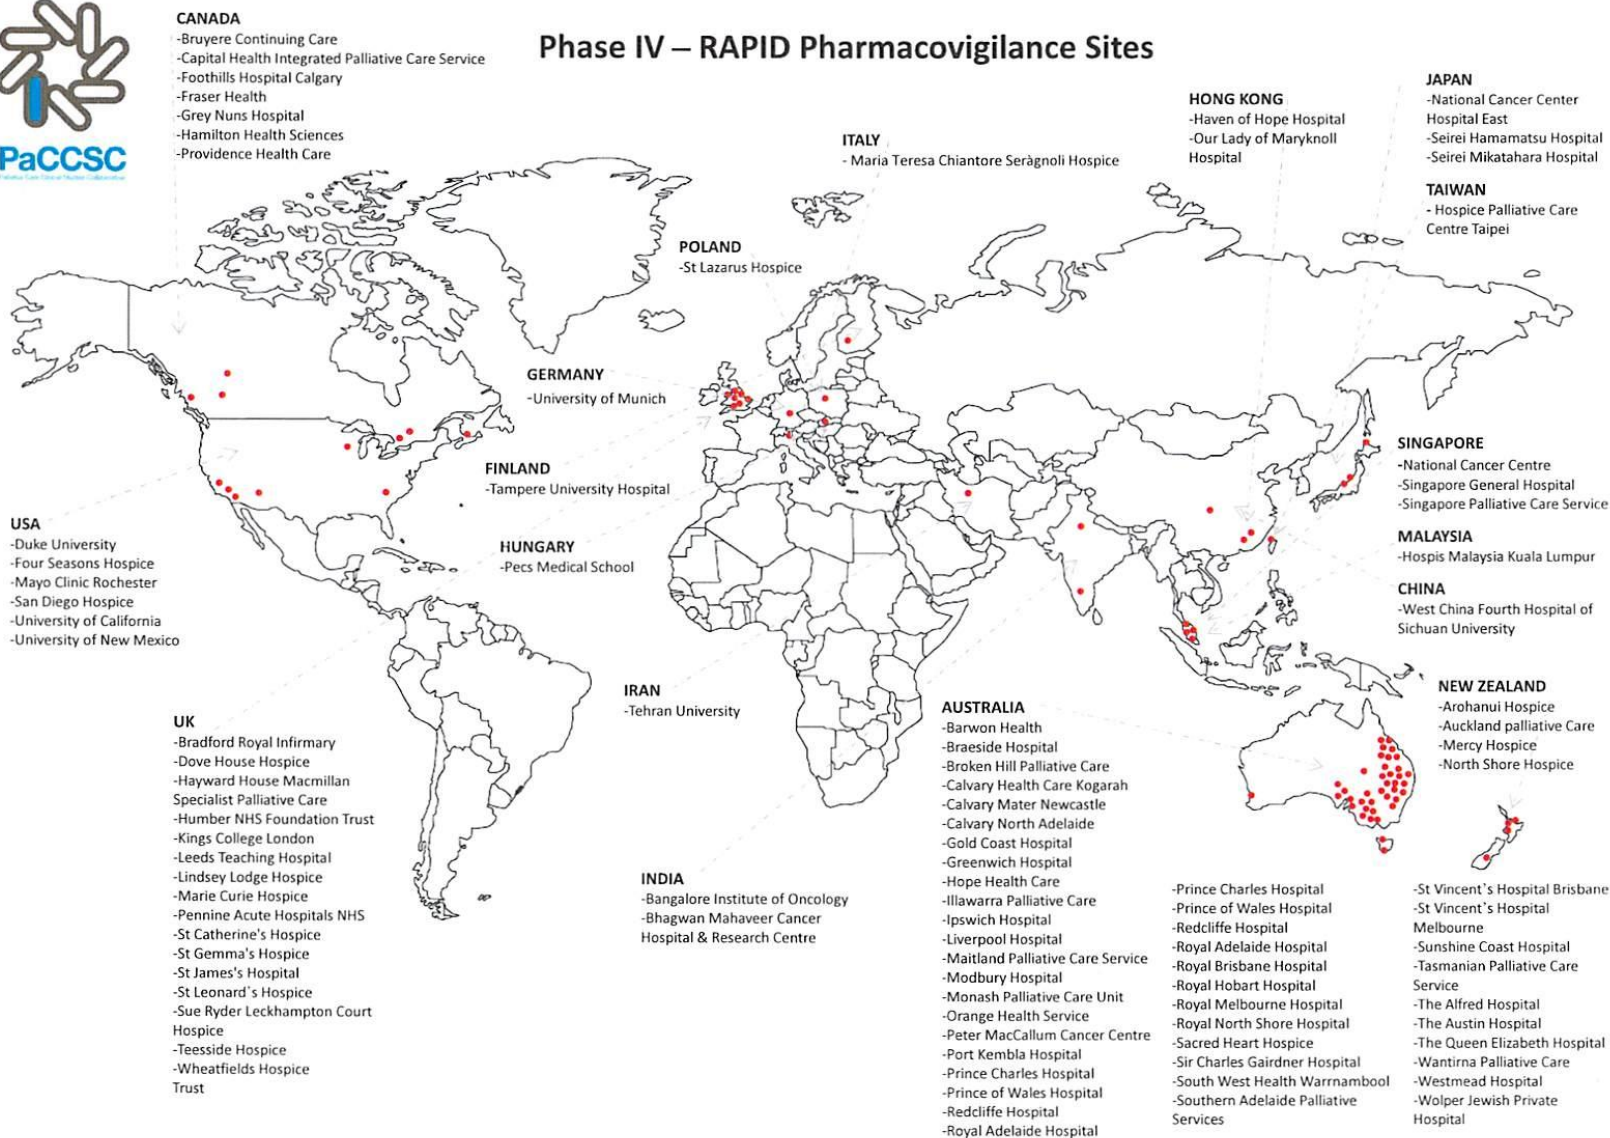 PaCCSC
Phase IV – RAPID Pharmacovigilance Sites
CANADA
-Bruyere Continuing Care
-Capital Health Integrated Palliative Care Service
-Foothills Hospital Calgary
-Fraser Health
-Grey Nuns Hospital
-Hamilton Health Sciences
-Providence Health Care
ITALY
- Maria Teresa Chiantore Seràgnoli Hospice
HONG KONG
-Haven of Hope Hospital
-Our Lady of Maryknoll
Hospital
JAPAN
-National Cancer Center
Hospital East
-Seirei Hamamatsu Hospital
-Seirei Mikatahara Hospital
TAIWAN
- Hospice Palliative Care
Centre Taipei
POLAND
-St Lazarus Hospice
GERMANY
-University of Munich
FINLAND
-Tampere University Hospital
HUNGARY
-Pecs Medical School
SINGAPORE
-National Cancer Centre
-Singapore General Hospital
-Singapore Palliative Care Service
MALAYSIA
-Hospis Malaysia Kuala Lumpur
CHINA
-West China Fourth Hospital of
Sichuan University
USA
-Duke University
-Four Seasons Hospice
-Mayo Clinic Rochester
-San Diego Hospice
-University of California
-University of New Mexico
IRAN
-Tehran University
NEW ZEALAND
-Arohanui Hospice
-Auckland palliative Care
-Mercy Hospice
-North Shore Hospice
UK
-Bradford Royal Infirmary
-Dove House Hospice
-Hayward House Macmillan
Specialist Palliative Care
-Humber NHS Foundation Trust
-Kings College London
-Leeds Teaching Hospital
-Lindsey Lodge Hospice
-Marie Curie Hospice
-Pennine Acute Hospitals NHS
-St Catherine's Hospice
-St Gemma's Hospice
-St James's Hospital
-St Leonard`s Hospice
-Sue Ryder Leckhampton Court
Hospice
-Teesside Hospice
-Wheatfields Hospice
Trust
INDIA
-Bangalore Institute of Oncology
-Bhagwan Mahaveer Cancer
Hospital & Research Centre
AUSTRALIA
-Barwon Health
-Braeside Hospital
-Broken Hill Palliative Care
-Calvary Health Care Kogarah
-Calvary Mater Newcastle
-Calvary North Adelaide
-Gold Coast Hospital
-Greenwich Hospital
-Hope Health Care
-Illawarra Palliative Care
-Ipswich Hospital
-Liverpool Hospital
-Maitland Palliative Care Service
-Modbury Hospital
-Monash Palliative Care Unit
-Orange Health Service
-Peter MacCallum Cancer Centre
-Port Kembla Hospital
-Prince Charles Hospital
-Prince of Wales Hospital
-Redcliffe Hospital
-Royal Adelaide Hospital
-Prince Charles Hospital
-Prince of Wales Hospital
-Redcliffe Hospital
-Royal Adelaide Hospital
-Royal Brisbane Hospital
-Royal Hobart Hospital
-Royal Melbourne Hospital
-Royal North Shore Hospital
-Sacred Heart Hospice
-Sir Charles Gairdner Hospital
-South West Health Warrnambool
-Southern Adelaide Palliative
Services
-St Vincent's Hospital Brisbane
-St Vincent's Hospital
Melbourne
-Sunshine Coast Hospital
-Tasmanian Palliative Care
Service
-The Alfred Hospital
-The Austin Hospital
-The Queen Elizabeth Hospital
-Wantirna Palliative Care
-Westmead Hospital
-Wolper Jewish Private
Hospital